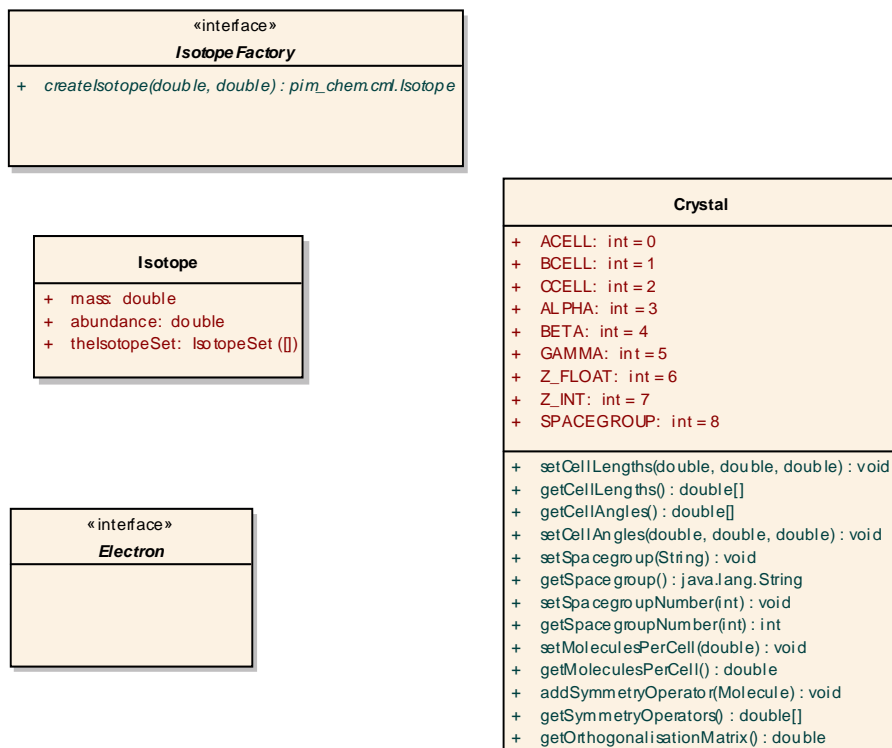 «interface»
IsotopeFactory
+ createIsotope(double, double) : pim_chem.cml.Isotope
Isotope
+ mass: double
+ abundance: double
+ theIsotopeSet: IsotopeSet ([])
«interface»
Electron
Crystal
+ ACELL: int = 0
+ BCELL: int = 1
+ CCELL: int = 2
+ ALPHA: int = 3
+ BETA: int = 4
+ GAMMA: int = 5
+ Z_FLOAT: int = 6
+ Z_INT: int = 7
+ SPACEGROUP: int = 8
+ setCellLengths(double, double, double) : void
+ getCellLengths() : double[]
+ getCellAngles() : double[]
+ setCellAngles(double, double, double) : void
+ setSpacegroup(String) : void
+ getSpacegroup() : java.lang.String
+ setSpacegroupNumber(int) : void
+ getSpacegroupNumber(int) : int
+ setMoleculesPerCell(double) : void
+ getMoleculesPerCell() : double
+ addSymmetryOperator(Molecule) : void
+ getSymmetryOperators() : double[]
+ getOrthogonalisationMatrix() : double